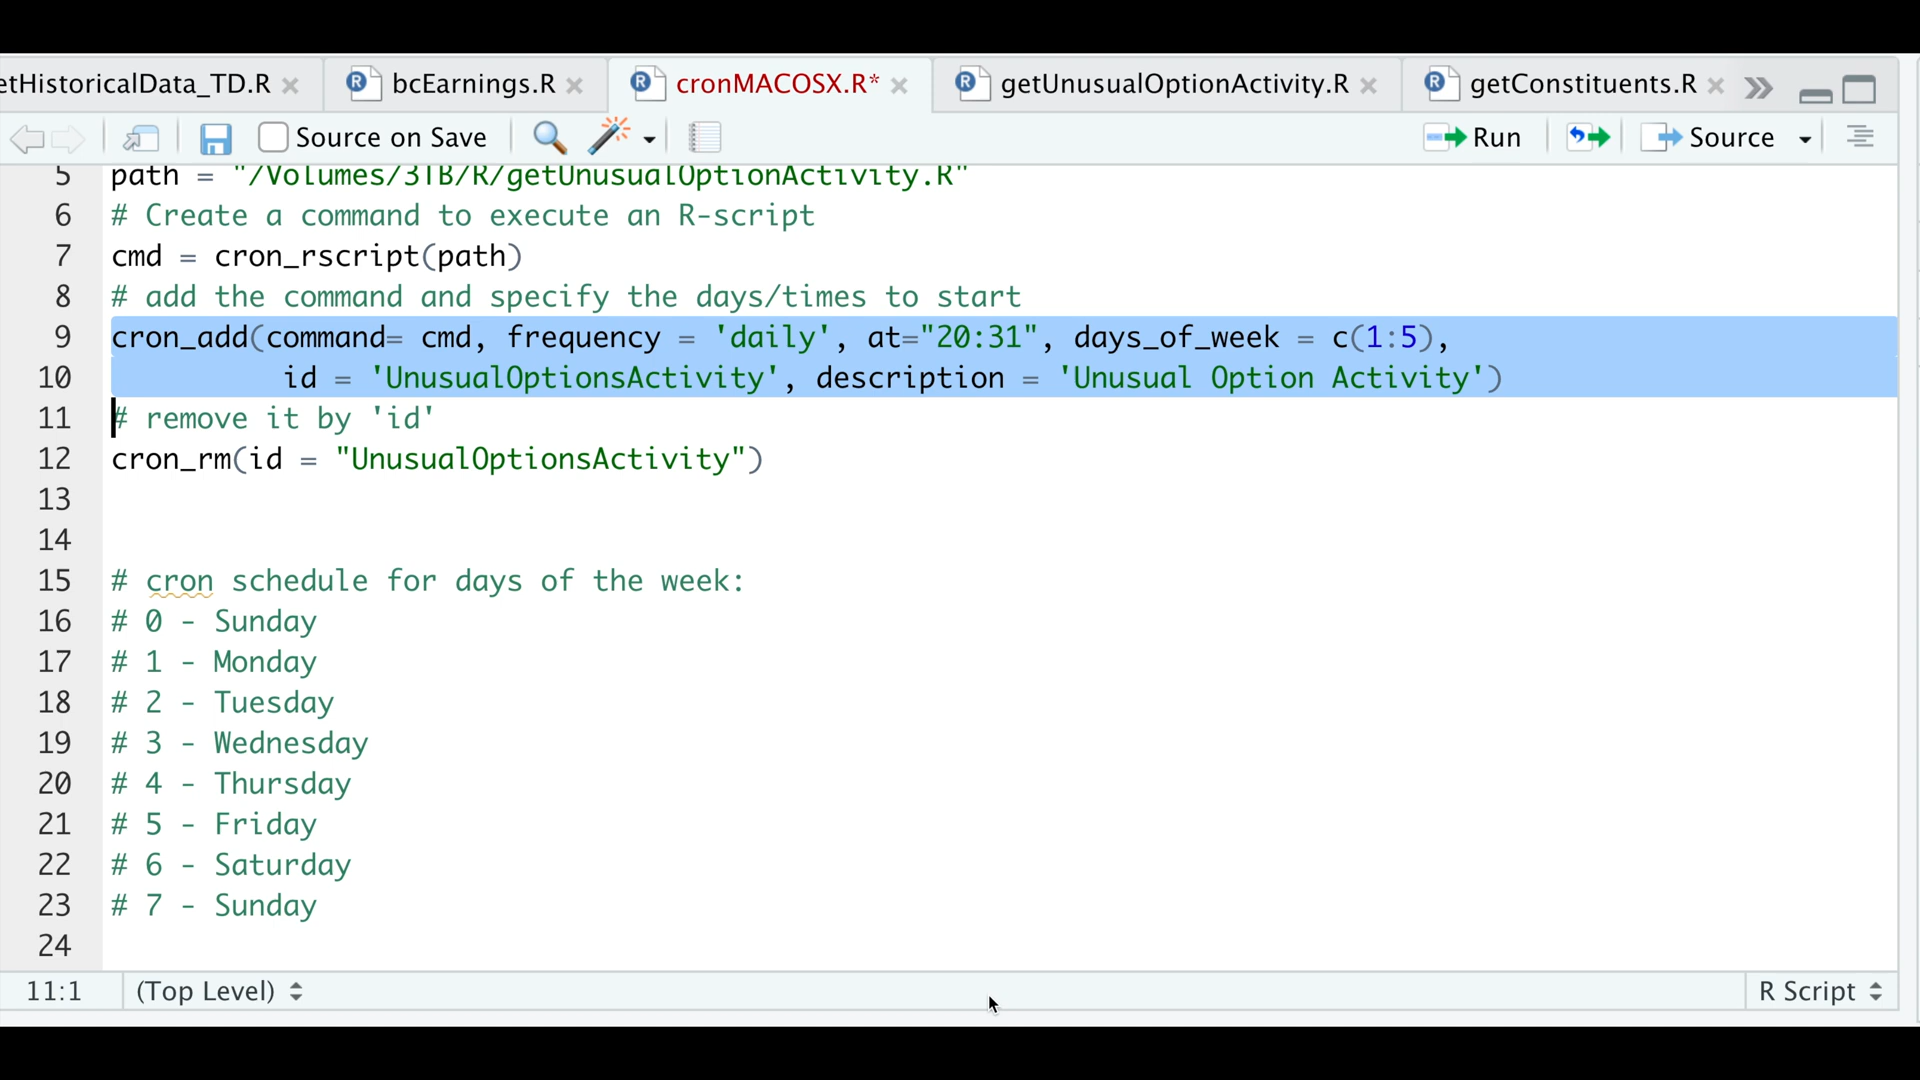 etHistoricalData_TD.R
bcEarnings.R
cronMACOSX.R*
getUnusualOptionActivity.R
getConstituents.R
Source on Save
Run
Source
5 path = "/Volumes/3TB/R/getUnusualOptionActivity.R"
6 # Create a command to execute an R-script
7 cmd = cron_rscript(path)
8 # add the command and specify the days/times to start
9 cron_add(command= cmd, frequency = 'daily', at="20:31", days_of_week = c(1:5),
10 id = 'UnusualOptionsActivity', description = 'Unusual Option Activity')
11 # remove it by 'id'
12 cron_rm(id = "UnusualOptionsActivity")
13
14
15 # cron schedule for days of the week:
16 # 0 - Sunday
17 # 1 - Monday
18 # 2 - Tuesday
19 # 3 - Wednesday
20 # 4 - Thursday
21 # 5 - Friday
22 # 6 - Saturday
23 # 7 - Sunday
24
11:1
(Top Level)
R Script